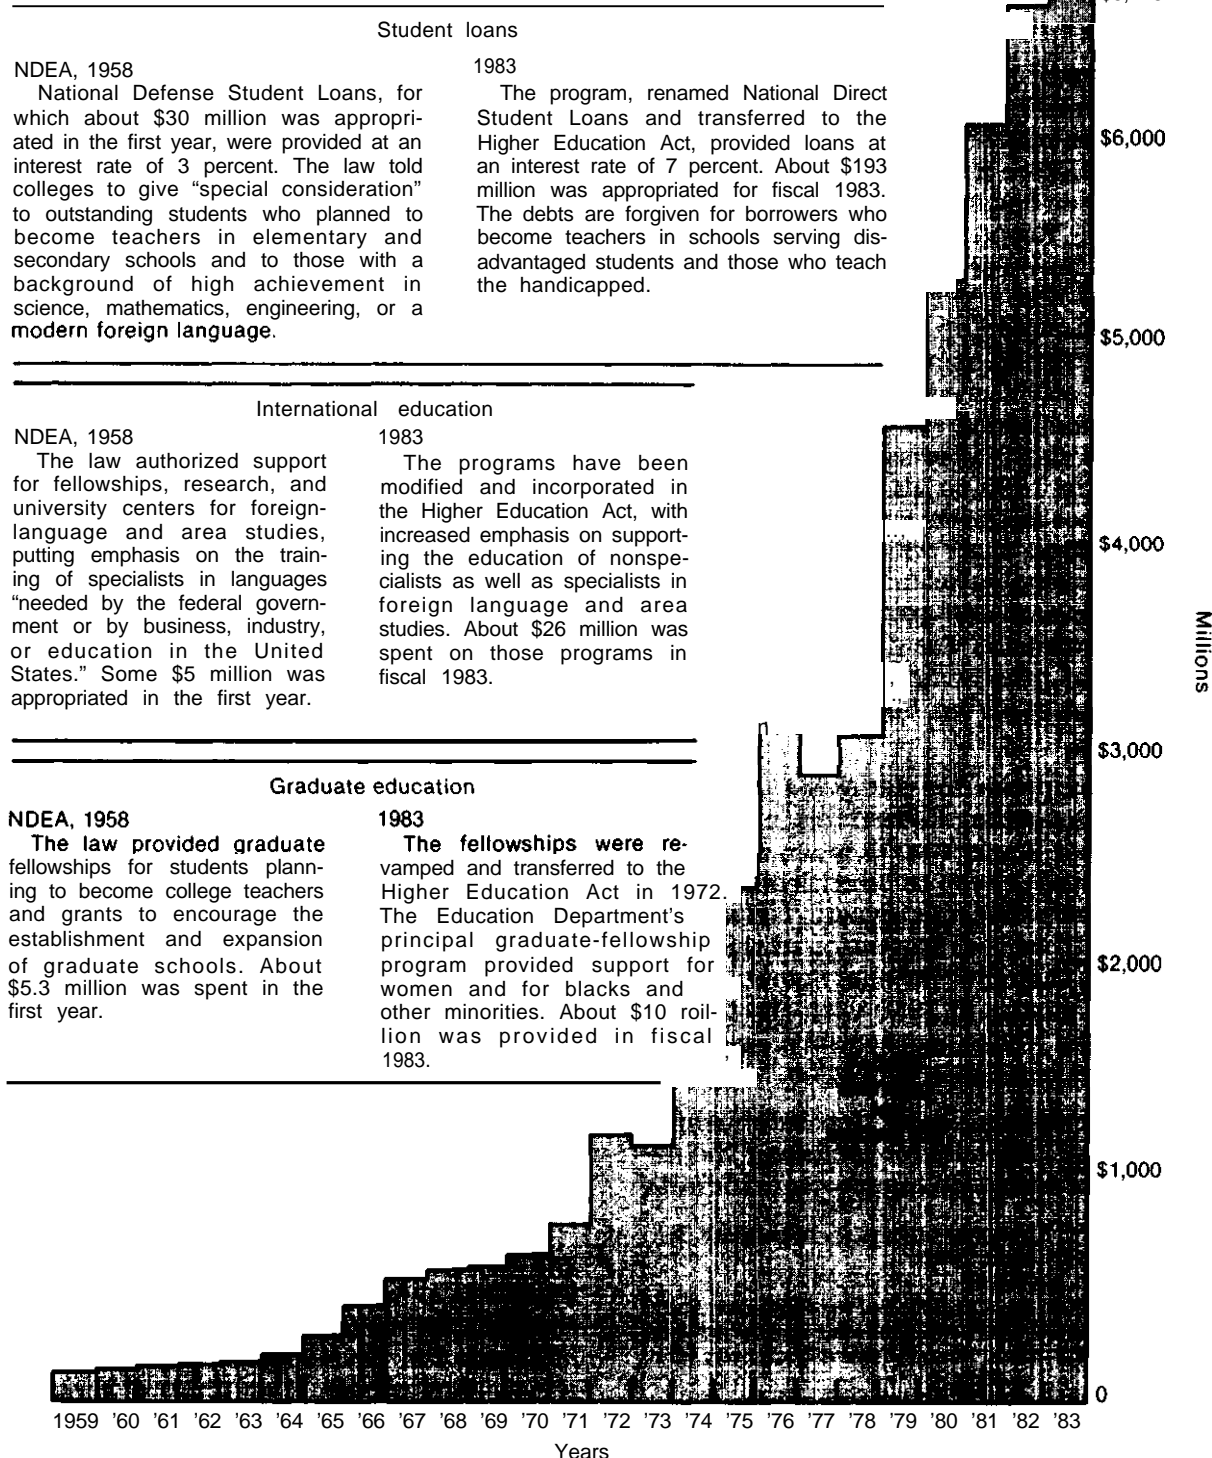 Student loans
NDEA, 1958
National Defense Student Loans, for
which about $30 million was appropri-
ated in the first year, were provided at an
interest rate of 3 percent. The law told
colleges to give “special consideration”
to outstanding students who planned to
become teachers in elementary and
secondary schools and to those with a
background of high achievement in
science, mathematics, engineering, or a
modern foreign language.
1983
The program, renamed National Direct
Student Loans and transferred to the
Higher Education Act, provided loans at
an interest rate of 7 percent. About $193
million was appropriated for fiscal 1983.
The debts are forgiven for borrowers who
become teachers in schools serving dis-
advantaged students and those who teach
the handicapped.
International education
NDEA, 1958
The law authorized support
for fellowships, research, and
university centers for foreign-
language and area studies,
putting emphasis on the train-
ing of specialists in languages
“needed by the federal govern-
ment or by business, industry,
or education in the United
States.” Some $5 million was
appropriated in the first year.
1983
The programs have been
modified and incorporated in
the Higher Education Act, with
increased emphasis on support-
ing the education of nonspe-
cialists as well as specialists in
foreign language and area
studies. About $26 million was
spent on those programs in
fiscal 1983.
Graduate education
NDEA, 1958
The law provided graduate
fellowships for students plann-
ing to become college teachers
and grants to encourage the
establishment and expansion
of graduate schools. About
$5.3 million was spent in the
first year.
1983
The fellowships were re-
vamped and transferred to the
Higher Education Act in 1972.
The Education Department’s
principal graduate-fellowship
program provided support for
women and for blacks and
other minorities. About $10 roil-
lion was provided in fiscal
1983.
$6,000
$5,000
$4,000
$3,000
$2,000
$1,000
0
Millions
1959 ’60 ’61 ’62 ’63 ’64 ’65 ’66 ’67 ’68 ’69 ’70 ’71 ’72 ’73 ’74 ’75 ’76 ’77 ’78 ’79 ’80 ’81 ’82 ’83
Years